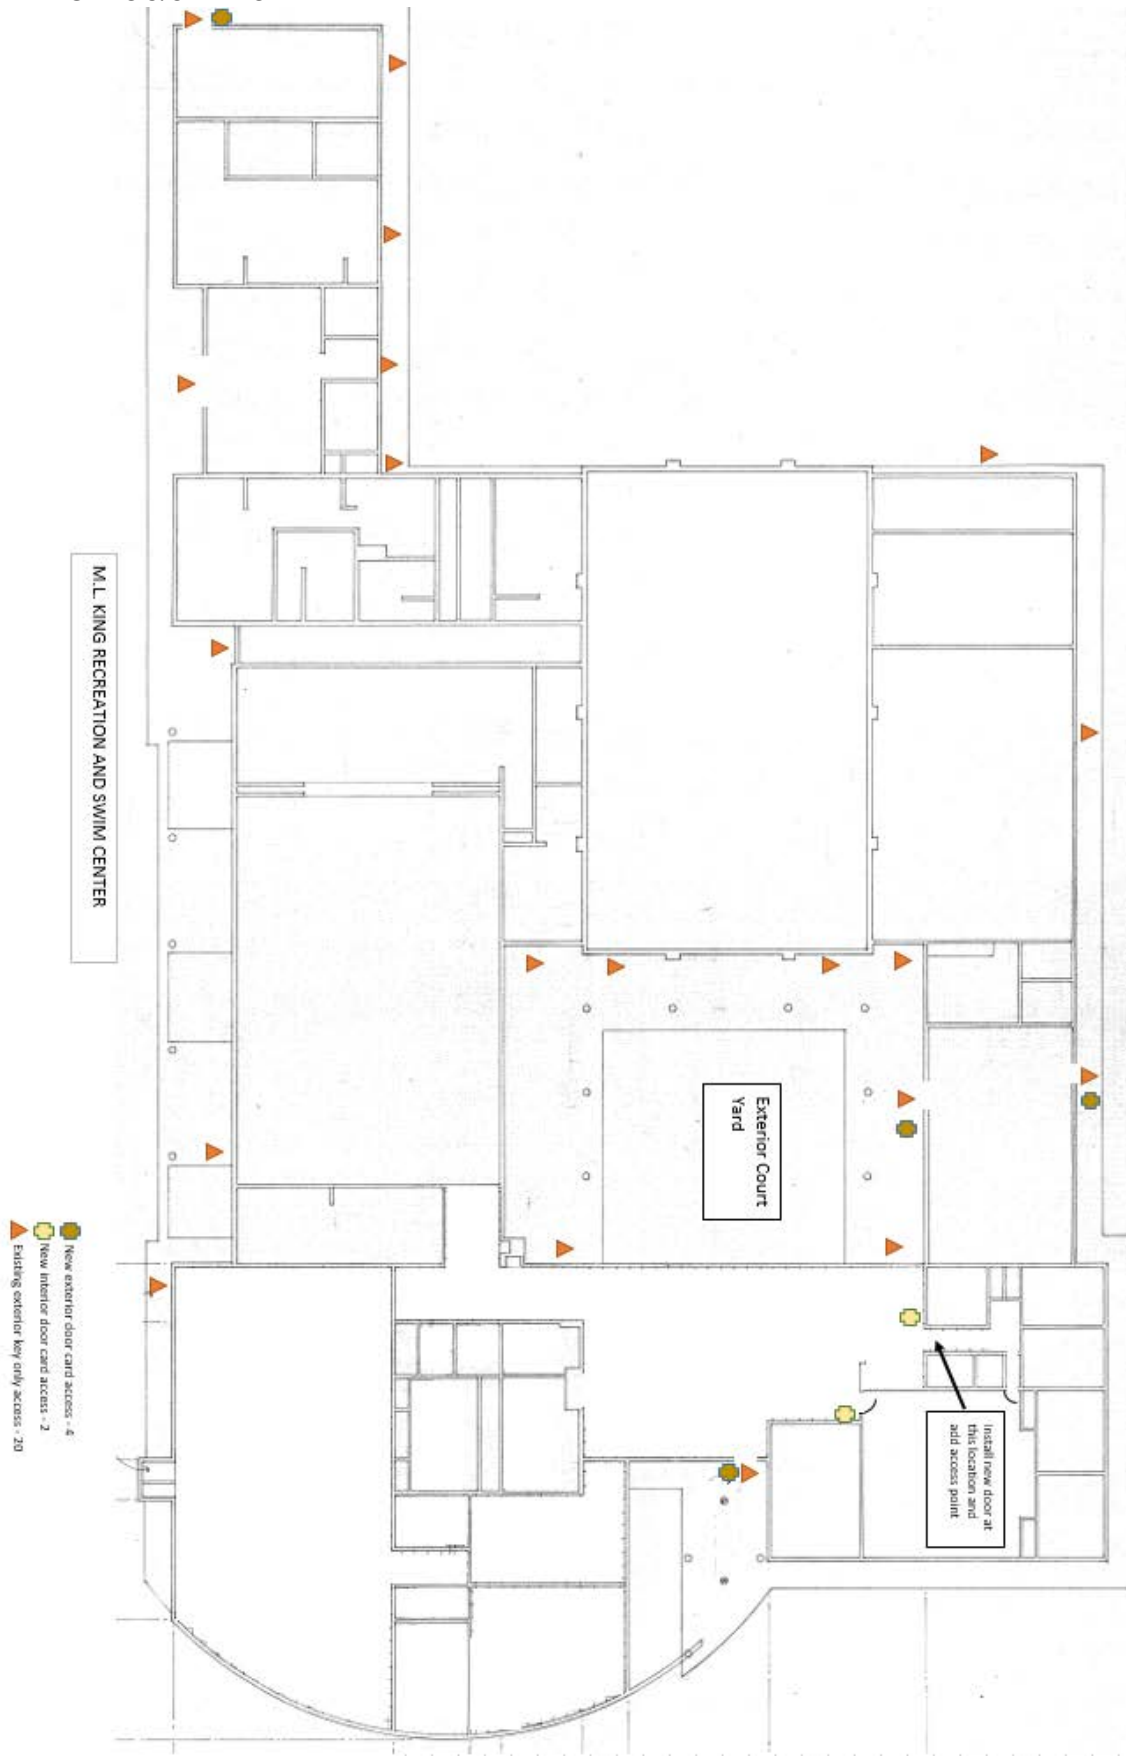 M.L. KING RECREATION AND SWIM CENTER
Exterior Court
Yard
Install new door at
this location and
add access point
New exterior door card access - 4
New interior door card access - 2
Existing exterior key only access - 20